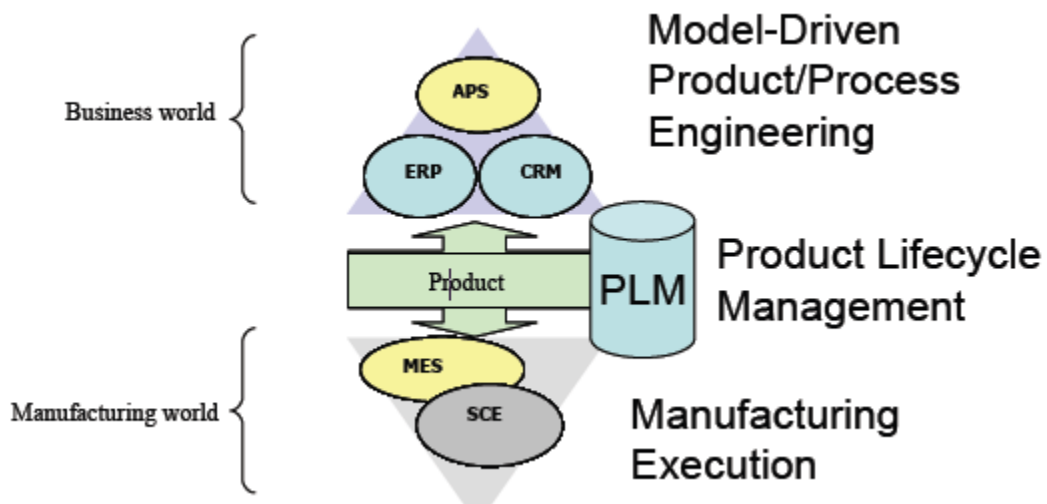 Model-Driven
Product/Process
Engineering
Business world
APS
ERP
CRM
Product
PLM
Product Lifecycle
Management
Manufacturing world
MES
SCE
Manufacturing
Execution